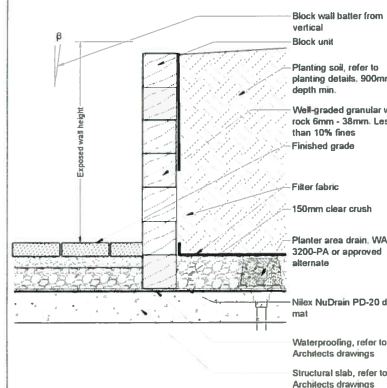 Block wall batter from
vertical
β
Block unit
Planting soil, refer to
planting details. 900mm
depth min.
Well-graded granular w
rock 6mm - 38mm. Les
than 10% fines
Finished grade
Exposed wall height
Filter fabric
150mm clear crush
Planter area drain. WA
3200-PA or approved
alternate
Nilex NuDrain PD-20 d
mat
Waterproofing, refer to
Architects drawings
Structural slab, refer to
Architects drawings